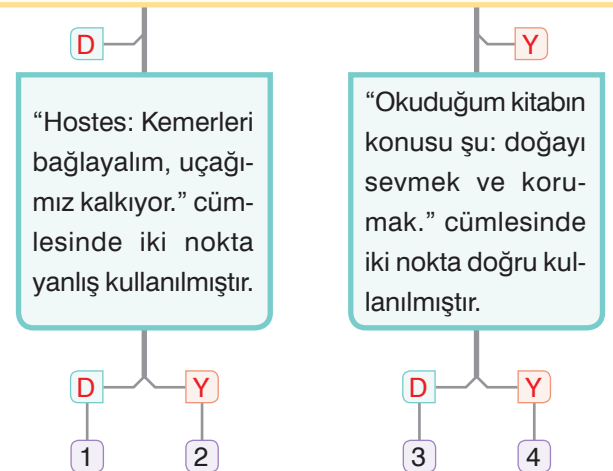 D
Y
“Hostes: Kemerleri
bağlayalım, uçağı-
mız kalkıyor.” cüm-
lesinde iki nokta
yanlış kullanılmıştır.
“Okuduğum kitabın
konusu şu: doğayı
sevmek ve koru-
mak.” cümlesinde
iki nokta doğru kul-
lanılmıştır.
D
Y
D
Y
1
2
3
4